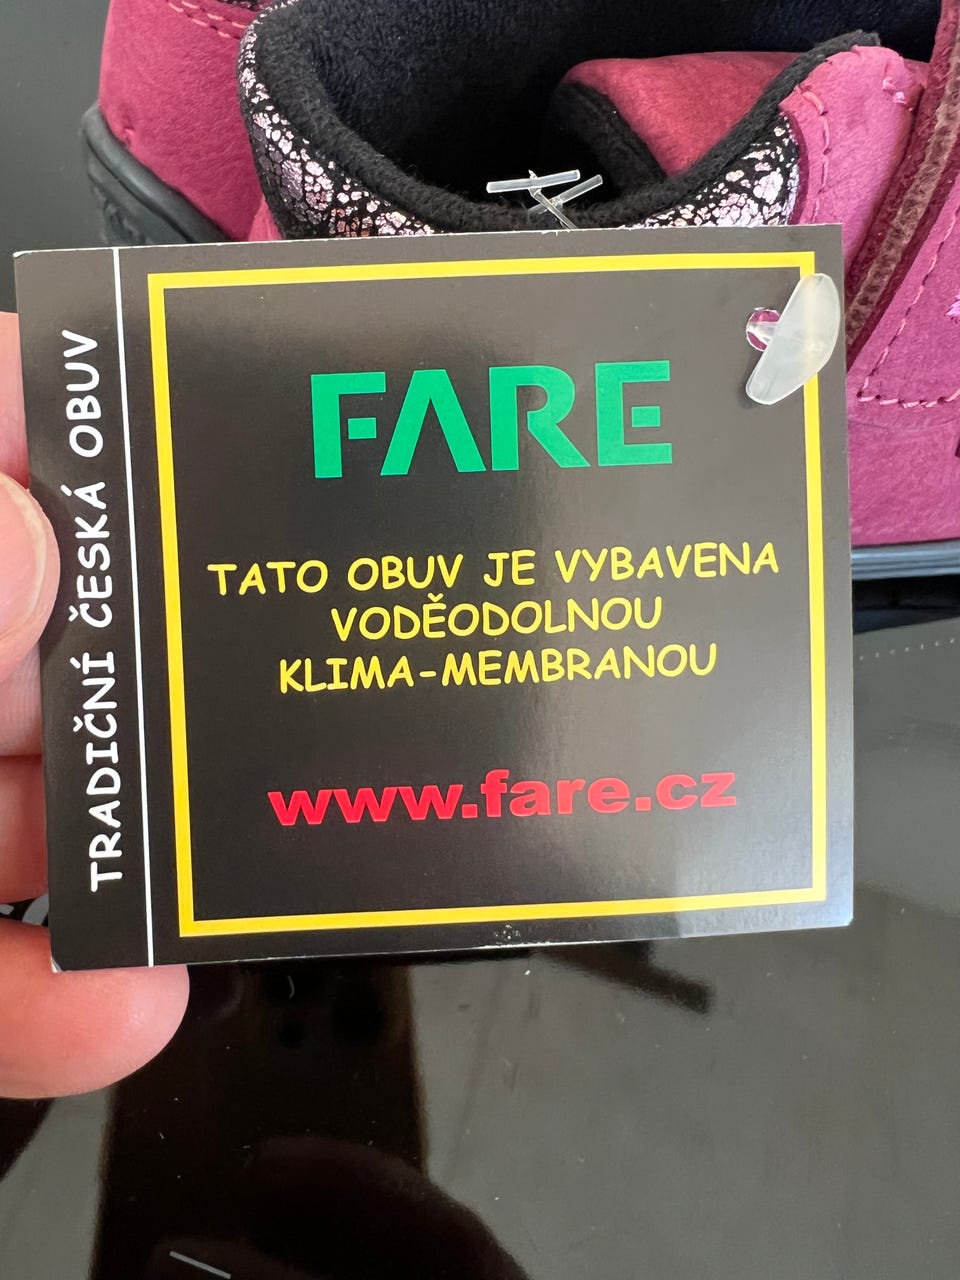 TRADIČNÍ ČESKÁ OBUV
FARE
TATO OBUV JE VYBAVENA
VODĚODOLNOU
KLIMA-MEMBRANOU
www.fare.cz